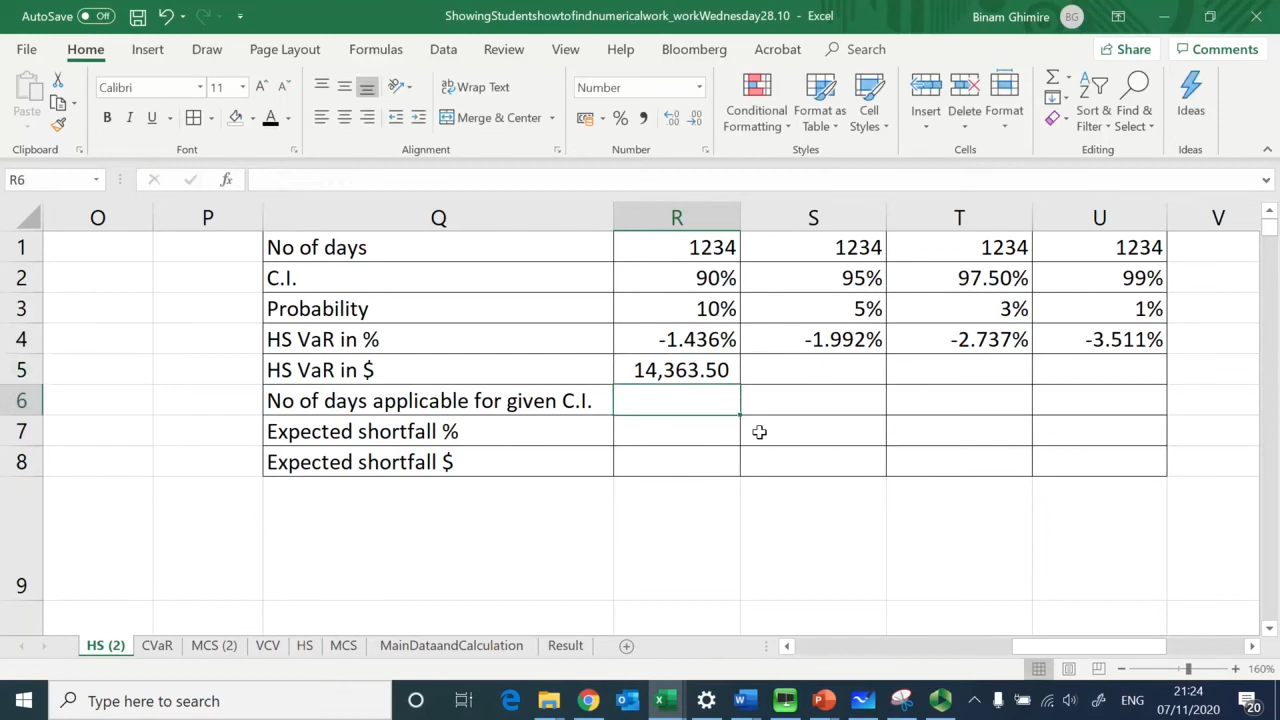 AutoSave Off ShowingStudentshowtofindnumericalwork_workWednesday28.10 - Excel Binam Ghimire BG
File Home Insert Draw Page Layout Formulas Data Review View Help Bloomberg Acrobat Search Share Comments
Paste Calibri 11 A A Wrap Text Number Conditional Formatting Format as Table Cell Styles Insert Delete Format Sort & Filter Find & Select Ideas
B I U A Merge & Center % ,
Clipboard Font Alignment Number Styles Cells Editing Ideas
R6 fx
O P Q R S T U V
1 No of days 1234 1234 1234 1234
2 C.I. 90% 95% 97.50% 99%
3 Probability 10% 5% 3% 1%
4 HS VaR in % -1.436% -1.992% -2.737% -3.511%
5 HS VaR in $ 14,363.50
6 No of days applicable for given C.I.
7 Expected shortfall %
8 Expected shortfall $
9
HS (2) CVaR MCS (2) VCV HS MCS MainDataandCalculation Result
160%
Type here to search ENG 21:24
07/11/2020 20